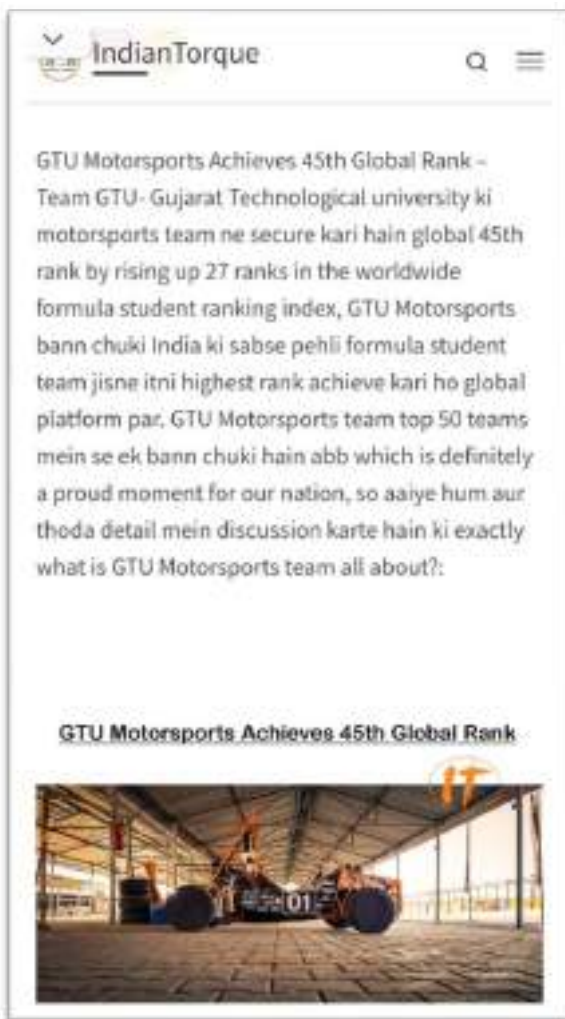 IndianTorque
GTU Motorsports Achieves 45th Global Rank –
Team GTU- Gujarat Technological university ki
motorsports team ne secure kari hain global 45th
rank by rising up 27 ranks in the worldwide
formula student ranking index, GTU Motorsports
bann chuki India ki sabse pehli formula student
team jisne itni highest rank achieve kari ho global
platform par. GTU Motorsports team top 50 teams
mein se ek bann chuki hain abb which is definitely
a proud moment for our nation, so aaiye hum aur
thoda detail mein discussion karte hain ki exactly
what is GTU Motorsports team all about?:
GTU Motorsports Achieves 45th Global Rank
IT
01